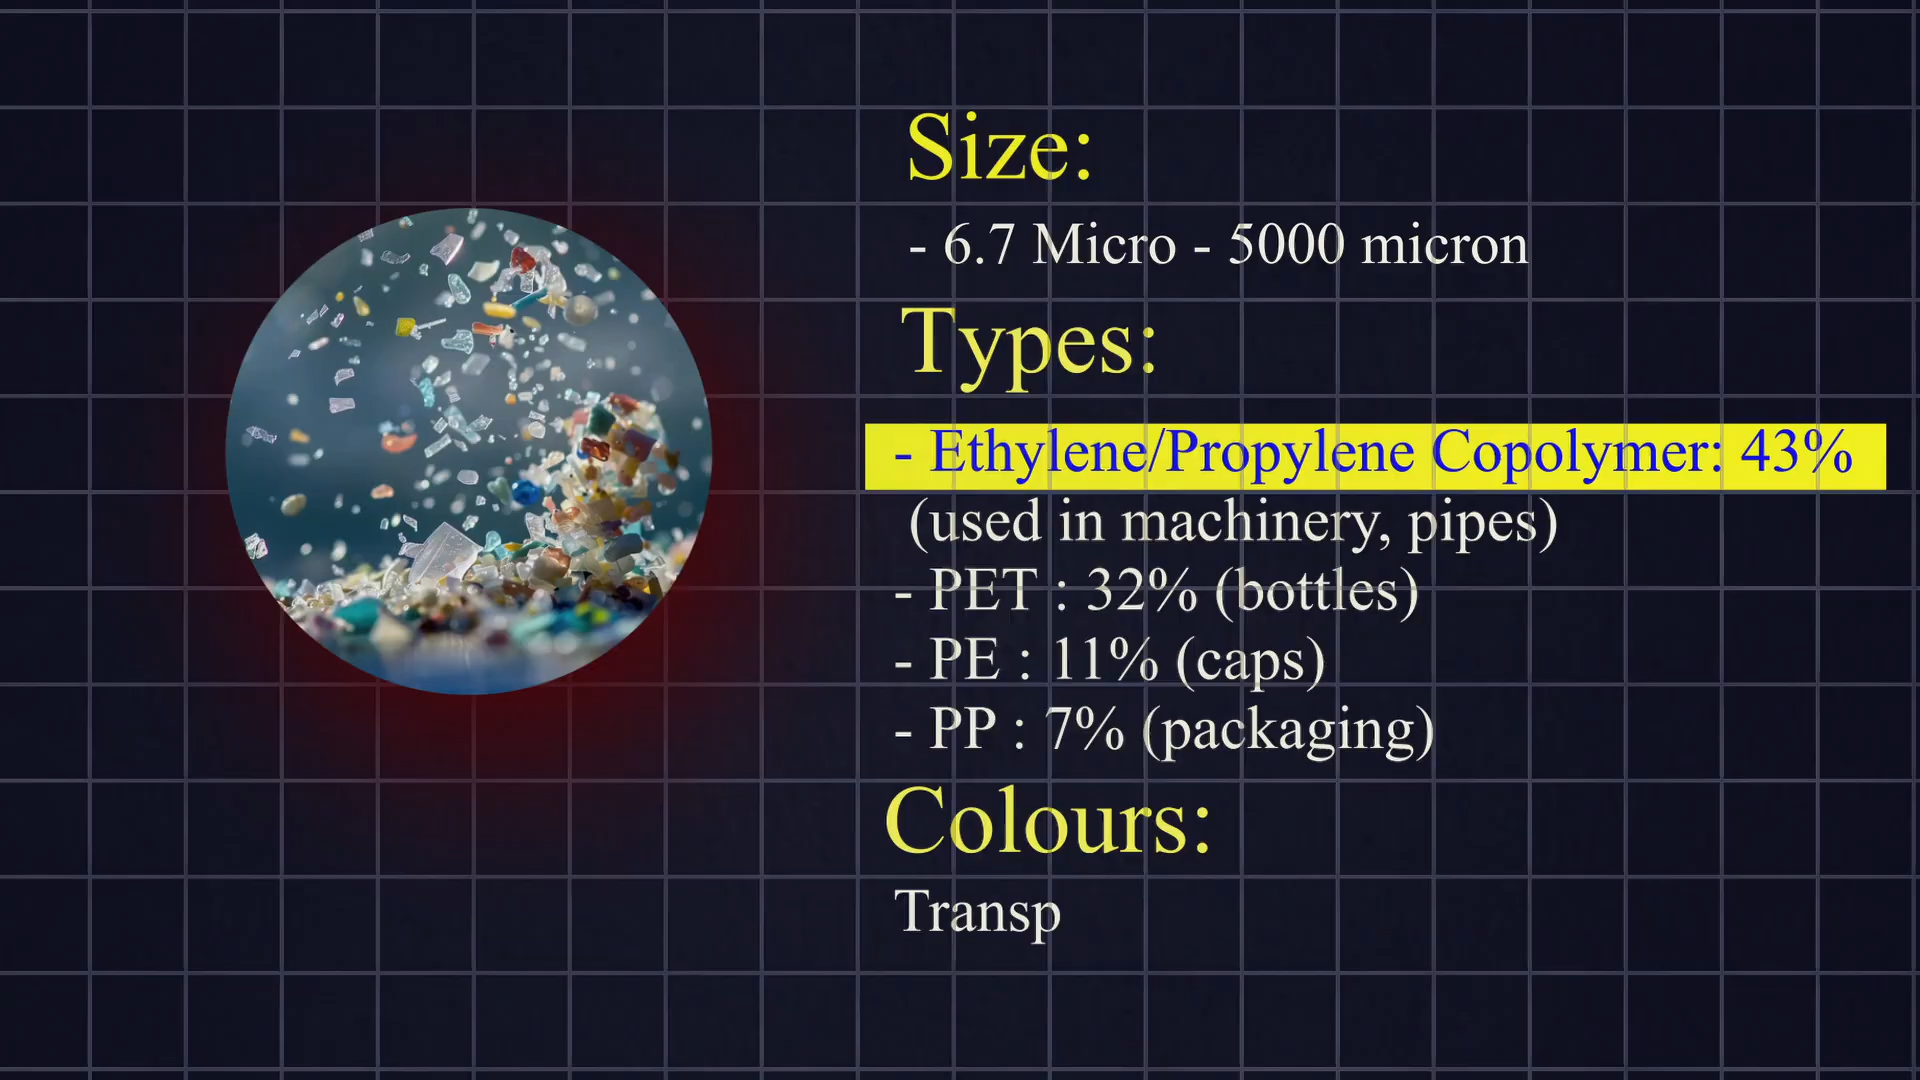 Size:
- 6.7 Micro - 5000 micron
Types:
- Ethylene/Propylene Copolymer: 43%
(used in machinery, pipes)
- PET : 32% (bottles)
- PE : 11% (caps)
- PP : 7% (packaging)
Colours:
Transp